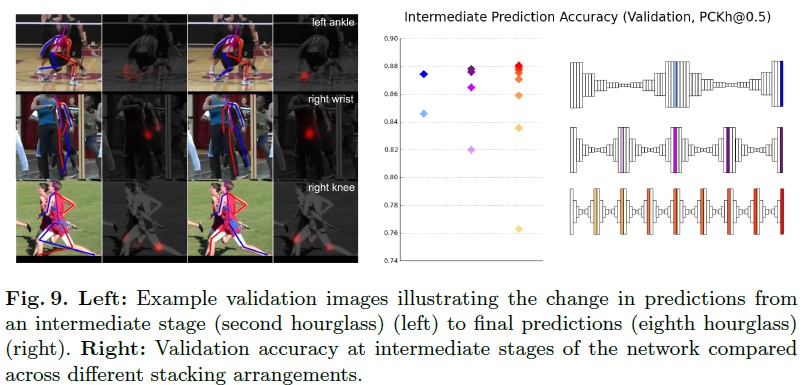 left ankle
right wrist
right knee
Intermediate Prediction Accuracy (Validation, PCKh@0.5)
0.90
0.88
0.86
0.84
0.82
0.80
0.78
0.76
0.74
Fig. 9. Left: Example validation images illustrating the change in predictions from
an intermediate stage (second hourglass) (left) to final predictions (eighth hourglass)
(right). Right: Validation accuracy at intermediate stages of the network compared
across different stacking arrangements.